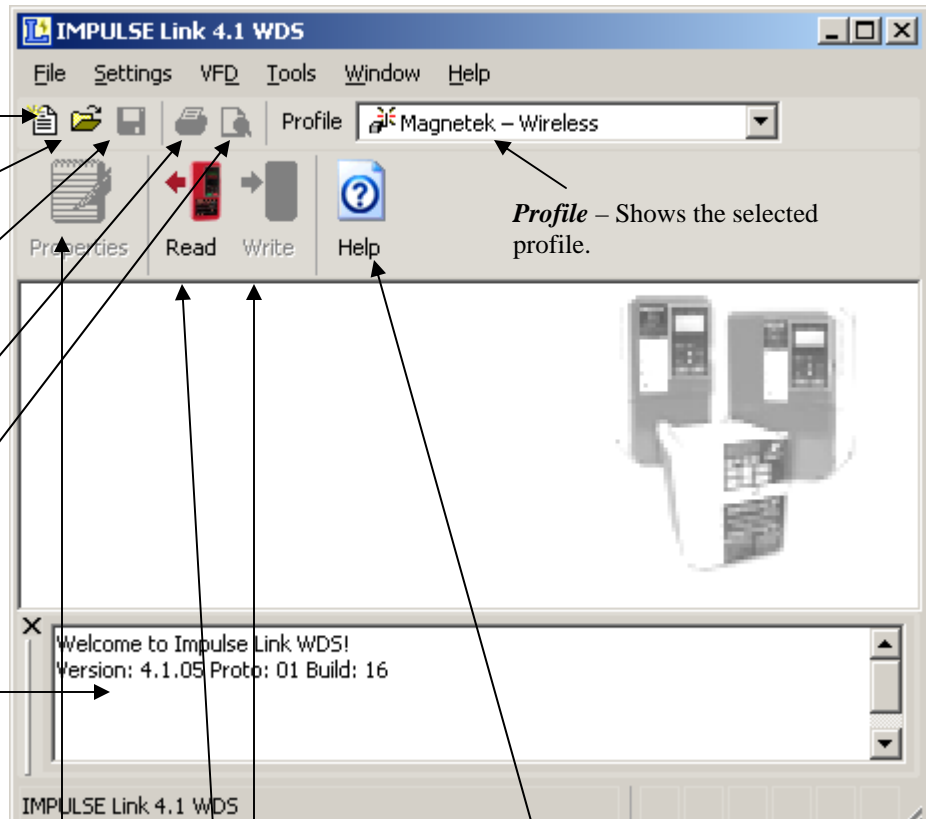 IMPULSE Link 4.1 WDS
File Settings VFD Tools Window Help
Profile Magnetek – Wireless
Properties Read Write Help
Profile – Shows the selected
profile.
Welcome to Impulse Link WDS!
Version: 4.1.05 Proto: 01 Build: 16
IMPULSE Link 4.1 WDS